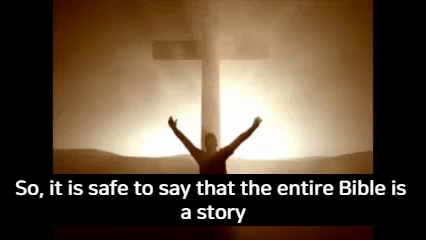 So, it is safe to say that the entire Bible is
a story